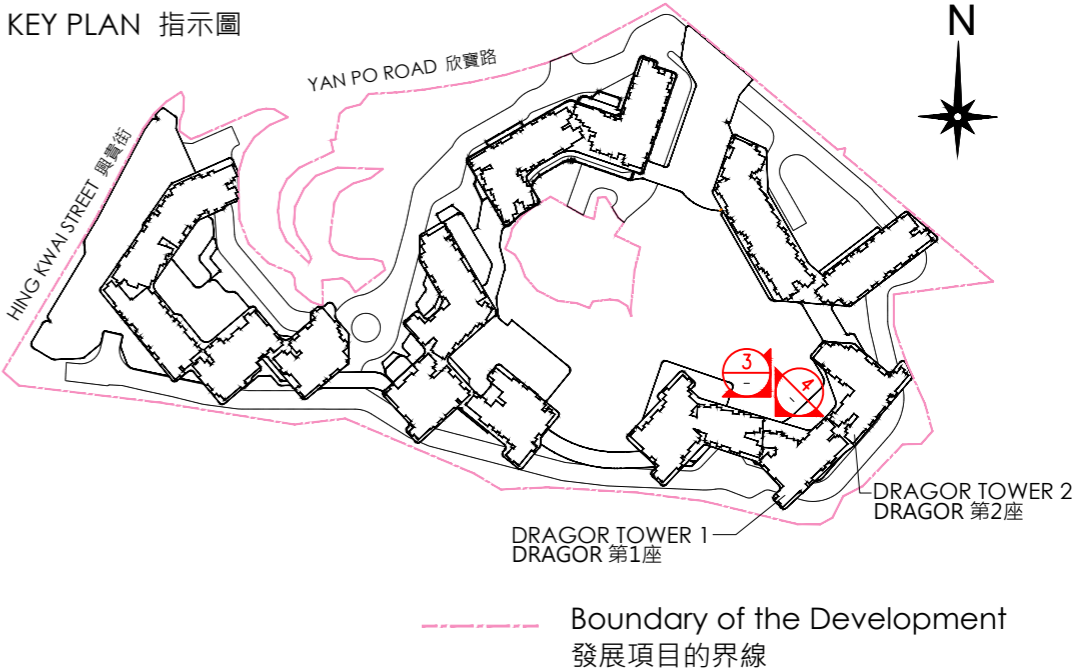 KEY PLAN 指示圖
N
YAN PO ROAD 欣寶路
HING KWAI STREET 興貴街
3
-
4
-
DRAGOR TOWER 2
DRAGOR 第2座
DRAGOR TOWER 1
DRAGOR 第1座
Boundary of the Development
發展項目的界線